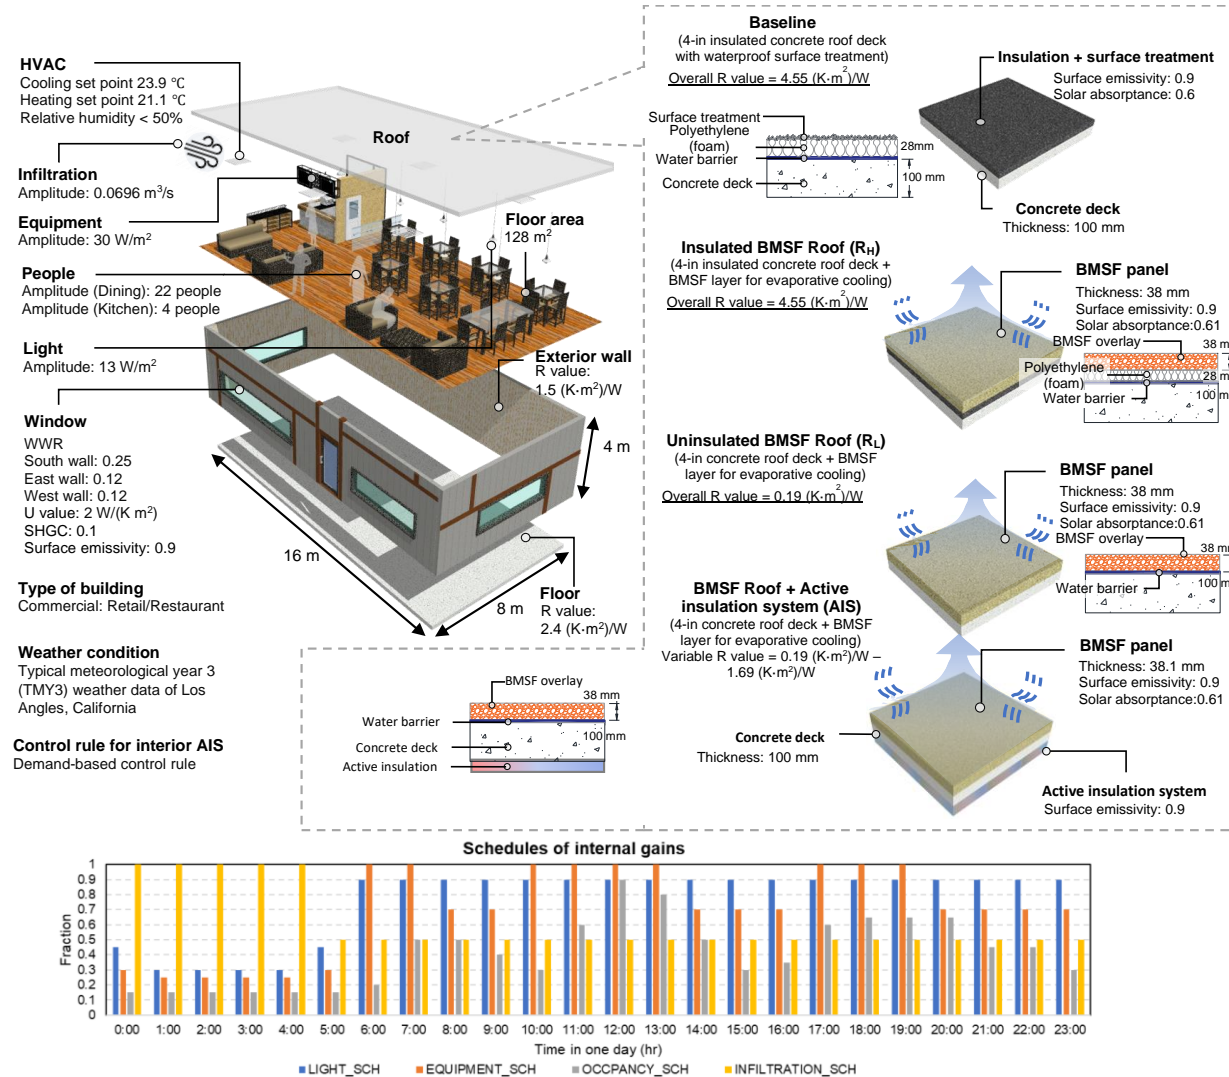 HVAC
Cooling set point 23.9 ℃
Heating set point 21.1 ℃
Relative humidity < 50%
Infiltration
Amplitude: 0.0696 m³/s
Equipment
Amplitude: 30 W/m²
People
Amplitude (Dining): 22 people
Amplitude (Kitchen): 4 people
Light
Amplitude: 13 W/m²
Window
WWR
South wall: 0.25
East wall: 0.12
West wall: 0.12
U value: 2 W/(K m²)
SHGC: 0.1
Surface emissivity: 0.9
Type of building
Commercial: Retail/Restaurant
Weather condition
Typical meteorological year 3
(TMY3) weather data of Los
Angles, California
Control rule for interior AIS
Demand-based control rule
Roof
Floor area
128 m²
Exterior wall
R value:
1.5 (K·m²)/W
4 m
16 m
8 m
Floor
R value:
2.4 (K·m²)/W
Baseline
(4-in insulated concrete roof deck
with waterproof surface treatment)
Overall R value = 4.55 (K·m²)/W
Surface treatment
Polyethylene
(foam)
Water barrier
Concrete deck
28mm
100 mm
Insulation + surface treatment
Surface emissivity: 0.9
Solar absorptance: 0.6
Concrete deck
Thickness: 100 mm
Insulated BMSF Roof (R_H)
(4-in insulated concrete roof deck +
BMSF layer for evaporative cooling)
Overall R value = 4.55 (K·m²)/W
BMSF panel
Thickness: 38 mm
Surface emissivity: 0.9
Solar absorptance:0.61
BMSF overlay
38 m
Polyethylene
(foam)
28 m
Water barrier
100 m
Uninsulated BMSF Roof (R_L)
(4-in concrete roof deck + BMSF
layer for evaporative cooling)
Overall R value = 0.19 (K·m²)/W
BMSF panel
Thickness: 38 mm
Surface emissivity: 0.9
Solar absorptance:0.61
BMSF overlay
38 m
100 m
Water barrier
BMSF Roof + Active
insulation system (AIS)
(4-in concrete roof deck + BMSF
layer for evaporative cooling)
Variable R value = 0.19 (K·m²)/W –
1.69 (K·m²)/W
BMSF panel
Thickness: 38.1 mm
Surface emissivity: 0.9
Solar absorptance:0.61
Concrete deck
Thickness: 100 mm
Active insulation system
Surface emissivity: 0.9
BMSF overlay
38 mm
Water barrier
100 mm
Concrete deck
Active insulation
Schedules of internal gains
Fraction
1
0.9
0.8
0.7
0.6
0.5
0.4
0.3
0.2
0.1
0
0:00 1:00 2:00 3:00 4:00 5:00 6:00 7:00 8:00 9:00 10:00 11:00 12:00 13:00 14:00 15:00 16:00 17:00 18:00 19:00 20:00 21:00 22:00 23:00
Time in one day (hr)
LIGHT_SCH EQUIPMENT_SCH OCCPANCY_SCH INFILTRATION_SCH